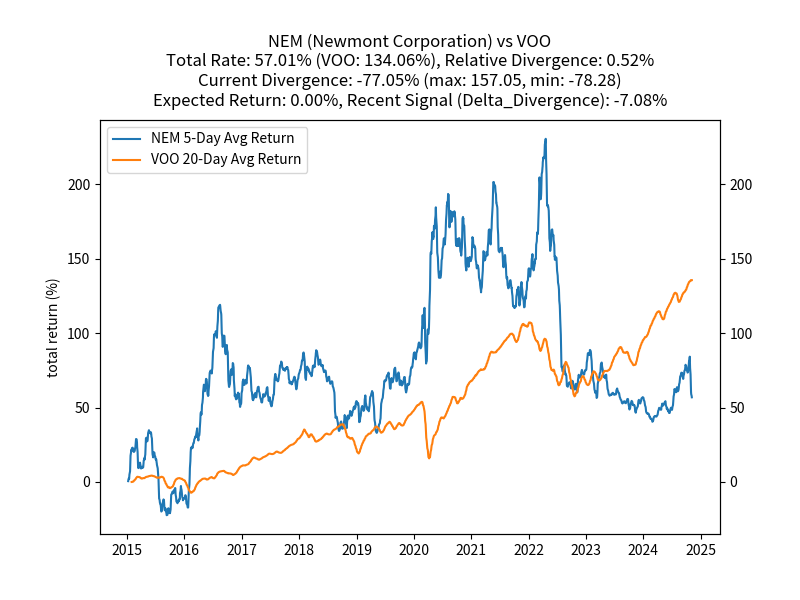 NEM (Newmont Corporation) vs VOO
Total Rate: 57.01% (VOO: 134.06%), Relative Divergence: 0.52%
Current Divergence: -77.05% (max: 157.05, min: -78.28)
Expected Return: 0.00%, Recent Signal (Delta_Divergence): -7.08%
NEM 5-Day Avg Return
VOO 20-Day Avg Return
total return (%)
200 200
150 150
100 100
50 50
0 0
2015 2016 2017 2018 2019 2020 2021 2022 2023 2024 2025